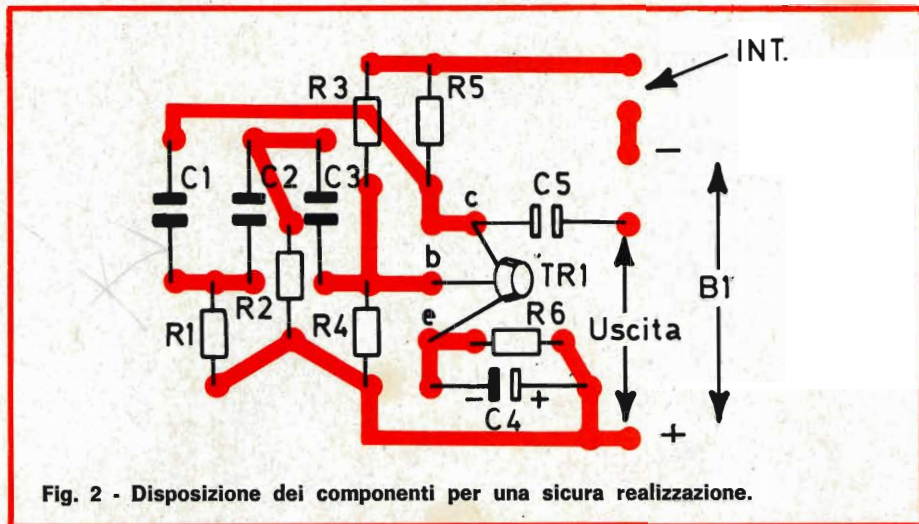 INT.
R3
R5
C1
C2
C3
c
C5
b
TR1
B1
R2
R1
R4
e
R6
Uscita
−
C4
+
−
+
Fig. 2 - Disposizione dei componenti per una sicura realizzazione.